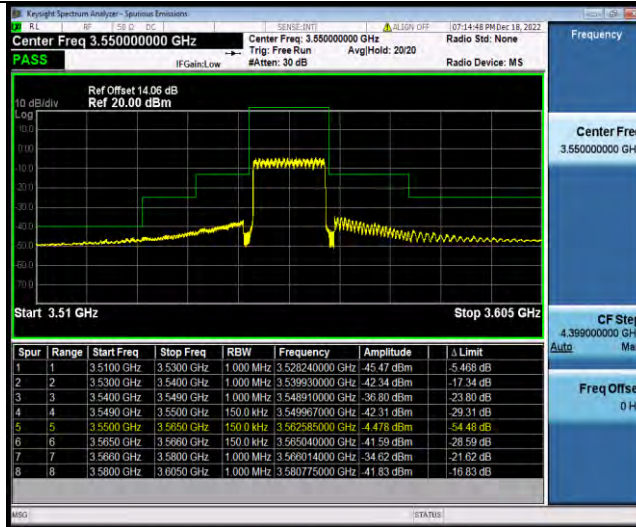 Keysight Spectrum Analyzer - Spurious Emissions
RL RF 50 Ω DC SENSE:INT ALIGN OFF 07:14:48 PM Dec 18, 2022
Center Freq 3.550000000 GHz
Center Freq: 3.550000000 GHz
Radio Std: None
Frequency
PASS
Trig: Free Run Avg|Hold: 20/20
IFGain:Low
#Atten: 30 dB
Radio Device: MS
Ref Offset 14.06 dB
10 dB/div Ref 20.00 dBm
Log
10.0
0.00
-10.0
-20.0
-30.0
-40.0
-50.0
-60.0
-70.0
Center Fre
3.550000000 GH
Start 3.51 GHz
Stop 3.605 GHz
CF Step
4.399000000 GH
Auto Ma
Spur Range Start Freq Stop Freq RBW Frequency Amplitude Δ Limit
1 1 3.5100 GHz 3.5300 GHz 1.000 MHz 3.528240000 GHz -45.47 dBm -5.468 dB
2 2 3.5300 GHz 3.5400 GHz 1.000 MHz 3.539930000 GHz -42.34 dBm -17.34 dB
3 3 3.5400 GHz 3.5490 GHz 1.000 MHz 3.548910000 GHz -36.80 dBm -23.80 dB
4 4 3.5490 GHz 3.5500 GHz 150.0 kHz 3.549967000 GHz -42.31 dBm -29.31 dB
5 5 3.5500 GHz 3.5650 GHz 150.0 kHz 3.562585000 GHz -4.478 dBm -54.48 dB
6 6 3.5650 GHz 3.5660 GHz 150.0 kHz 3.565040000 GHz -41.59 dBm -28.59 dB
7 7 3.5660 GHz 3.5800 GHz 1.000 MHz 3.566014000 GHz -34.62 dBm -21.62 dB
8 8 3.5800 GHz 3.6050 GHz 1.000 MHz 3.580775000 GHz -41.83 dBm -16.83 dB
Freq Offse
0 H
MSG STATUS